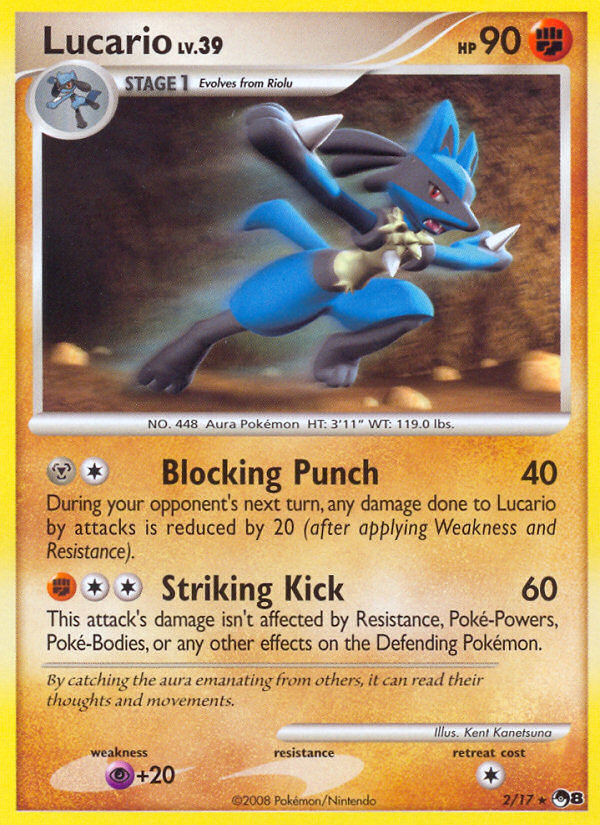 Lucario LV.39 HP 90
STAGE 1 Evolves from Riolu
NO. 448 Aura Pokémon HT: 3'11" WT: 119.0 lbs.
Blocking Punch 40
During your opponent's next turn, any damage done to Lucario
by attacks is reduced by 20 (after applying Weakness and
Resistance).
Striking Kick 60
This attack's damage isn't affected by Resistance, Poké-Powers,
Poké-Bodies, or any other effects on the Defending Pokémon.
By catching the aura emanating from others, it can read their
thoughts and movements.
Illus. Kent Kanetsuna
weakness resistance retreat cost
+20
©2008 Pokémon/Nintendo 2/17 ★ 8